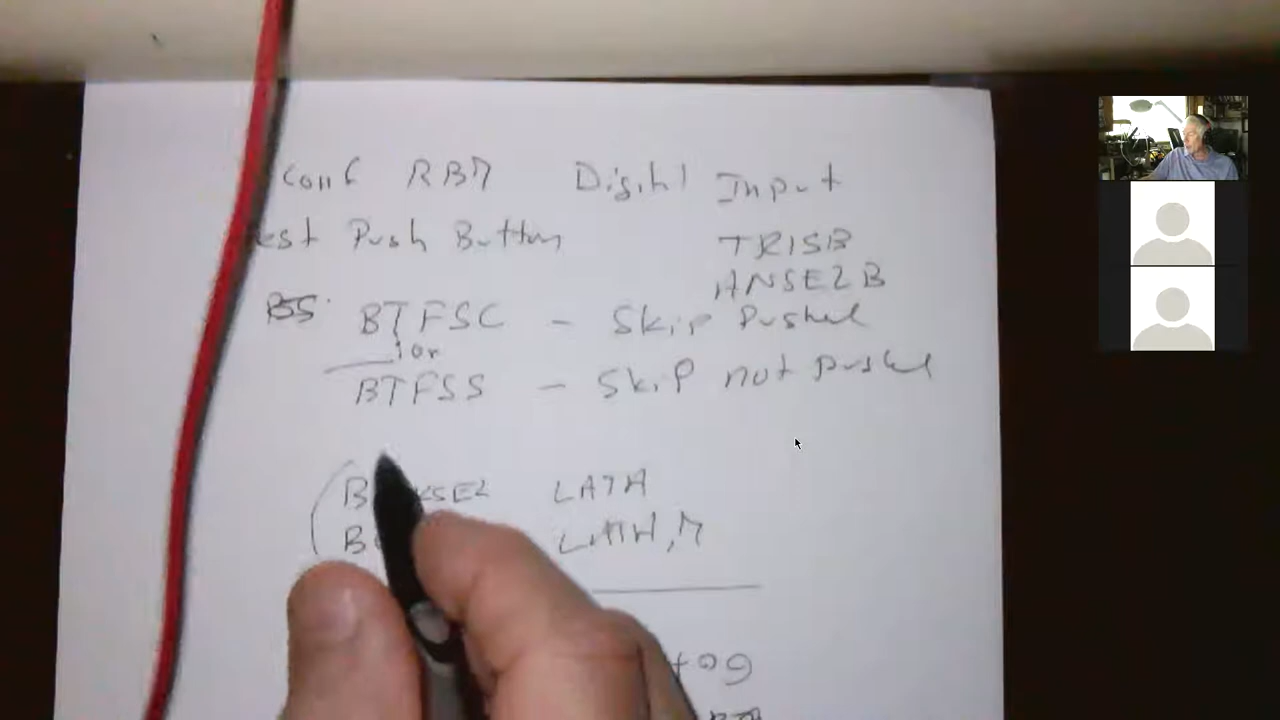 conf RB7 Digital Input
est Push Button TRISB
ANSELB
BTFSC - Skip Pushed
or
BTFSS - Skip not pushed
LATA
LATA,7